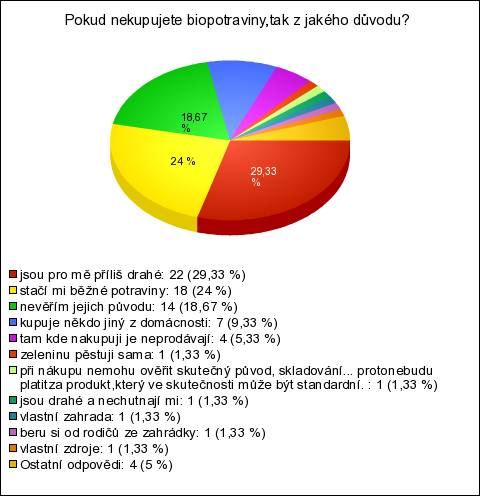 Pokud nekupujete biopotraviny,tak z jakého důvodu?
18,67
%
24 %
29,33
%
jsou pro mě příliš drahé: 22 (29,33 %)
stačí mi běžné potraviny: 18 (24 %)
nevěřím jejich původu: 14 (18,67 %)
kupuje někdo jiný z domácnosti: 7 (9,33 %)
tam kde nakupuji je neprodávají: 4 (5,33 %)
zeleninu pěstuji sama: 1 (1,33 %)
při nákupu nemohu ověřit skutečný původ, skladování... protonebudu
platitza produkt,který ve skutečnosti může být standardní. : 1 (1,33 %)
jsou drahé a nechutnají mi: 1 (1,33 %)
vlastní zahrada: 1 (1,33 %)
beru si od rodičů ze zahrádky: 1 (1,33 %)
vlastní zdroje: 1 (1,33 %)
Ostatní odpovědi: 4 (5 %)